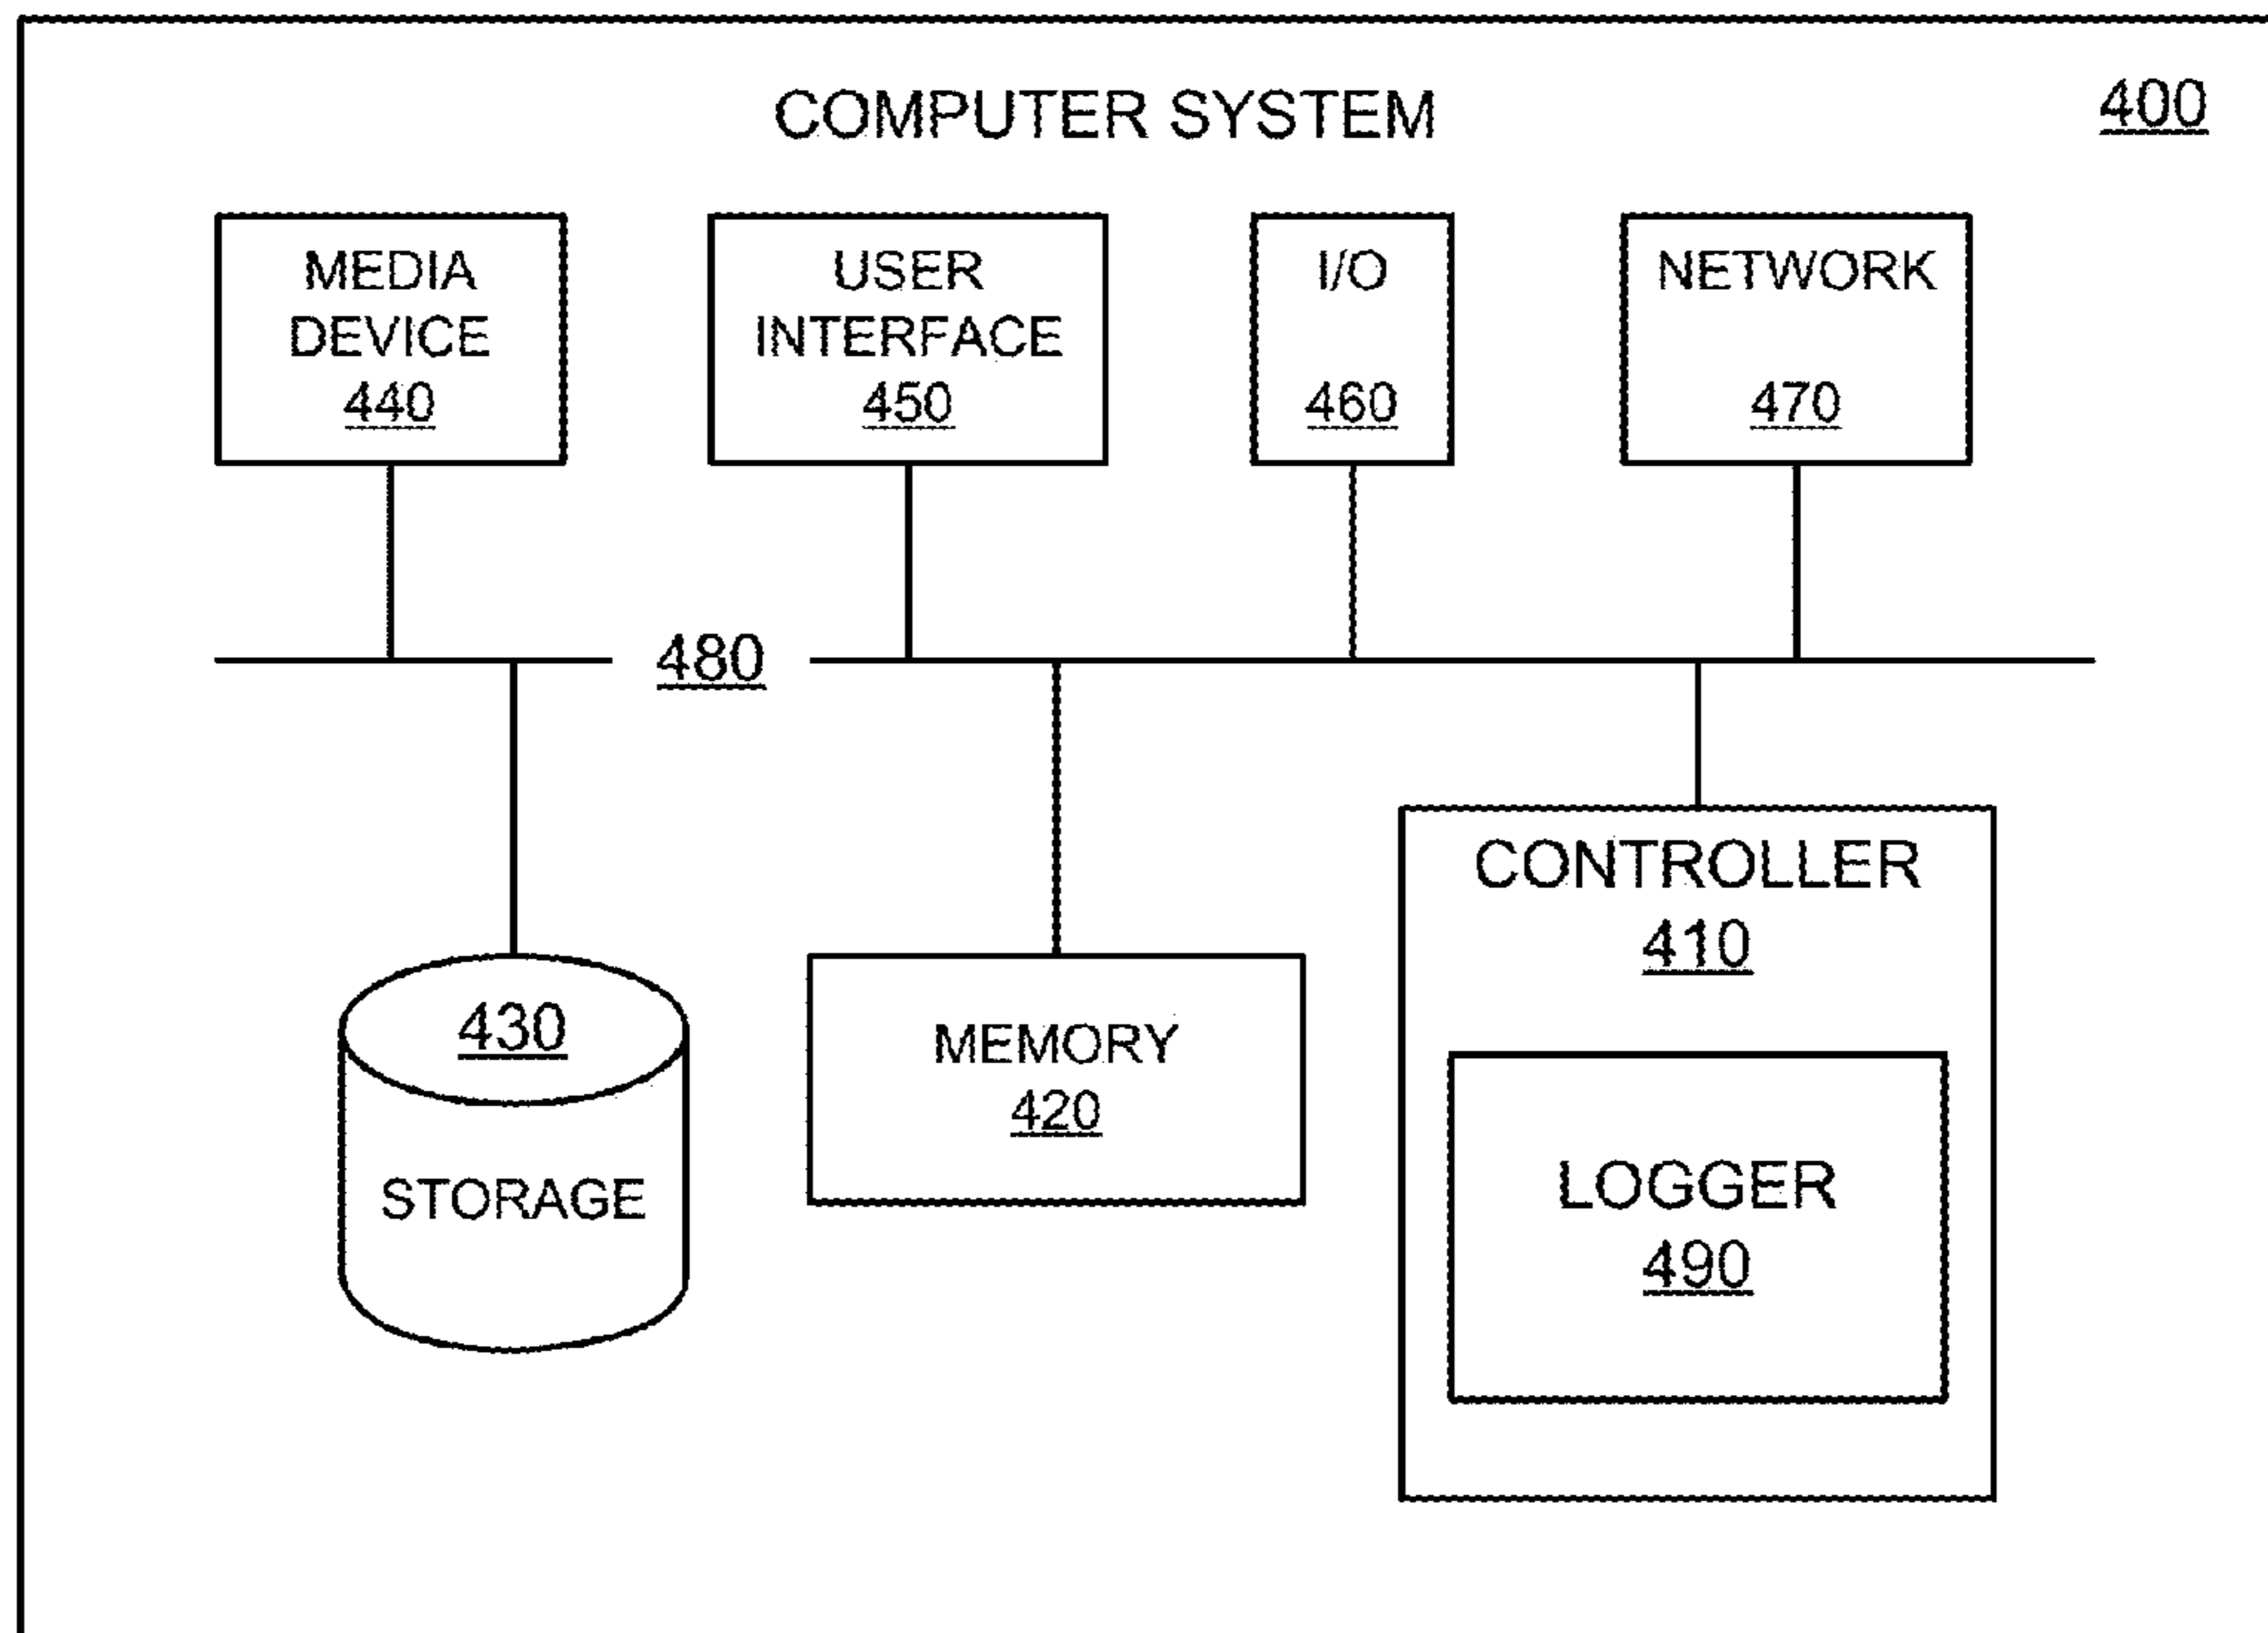 COMPUTER SYSTEM
400
MEDIA
DEVICE
440
USER
INTERFACE
450
I/O
460
NETWORK
470
480
430
STORAGE
MEMORY
420
CONTROLLER
410
LOGGER
490